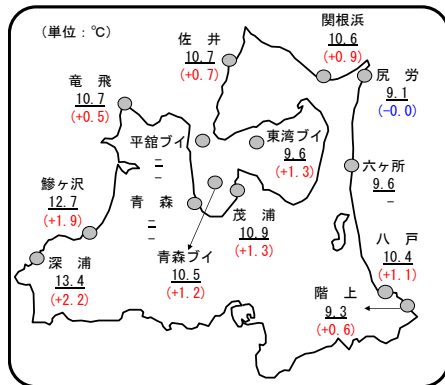 (単位：℃)
関根浜
10.6
(+0.9)
佐井
10.7
(+0.7)
尻労
9.1
(−0.0)
竜飛
10.7
(+0.5)
平舘ブイ
–
–
東湾ブイ
9.6
(+1.3)
六ヶ所
9.6
–
鰺ヶ沢
12.7
(+1.9)
青森
–
–
茂浦
10.9
(+1.3)
八戸
10.4
(+1.1)
深浦
13.4
(+2.2)
青森ブイ
10.5
(+1.2)
階上
9.3
(+0.6)